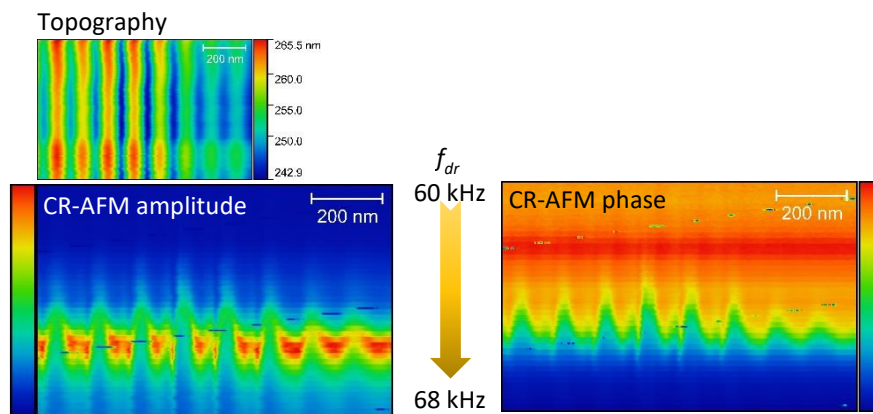 Topography
200 nm
265.5 nm
260.0
255.0
250.0
242.9
CR-AFM amplitude
200 nm
f_dr
60 kHz
68 kHz
CR-AFM phase
200 nm